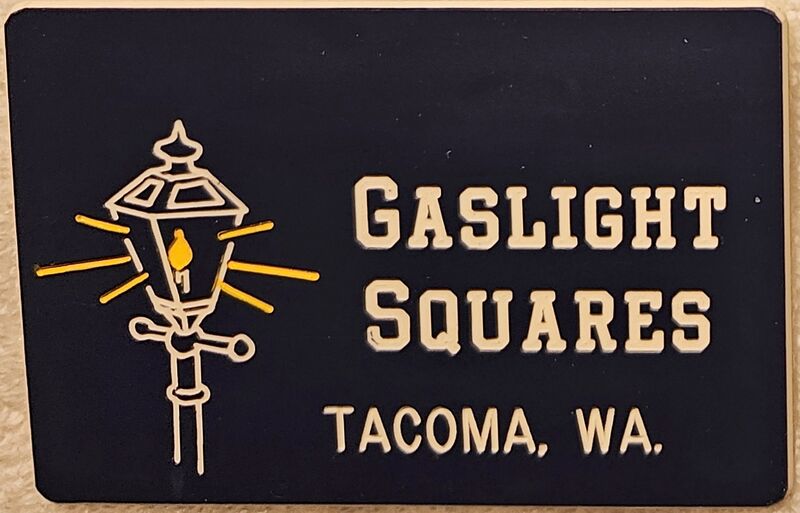 GASLIGHT
SQUARES
TACOMA, WA.